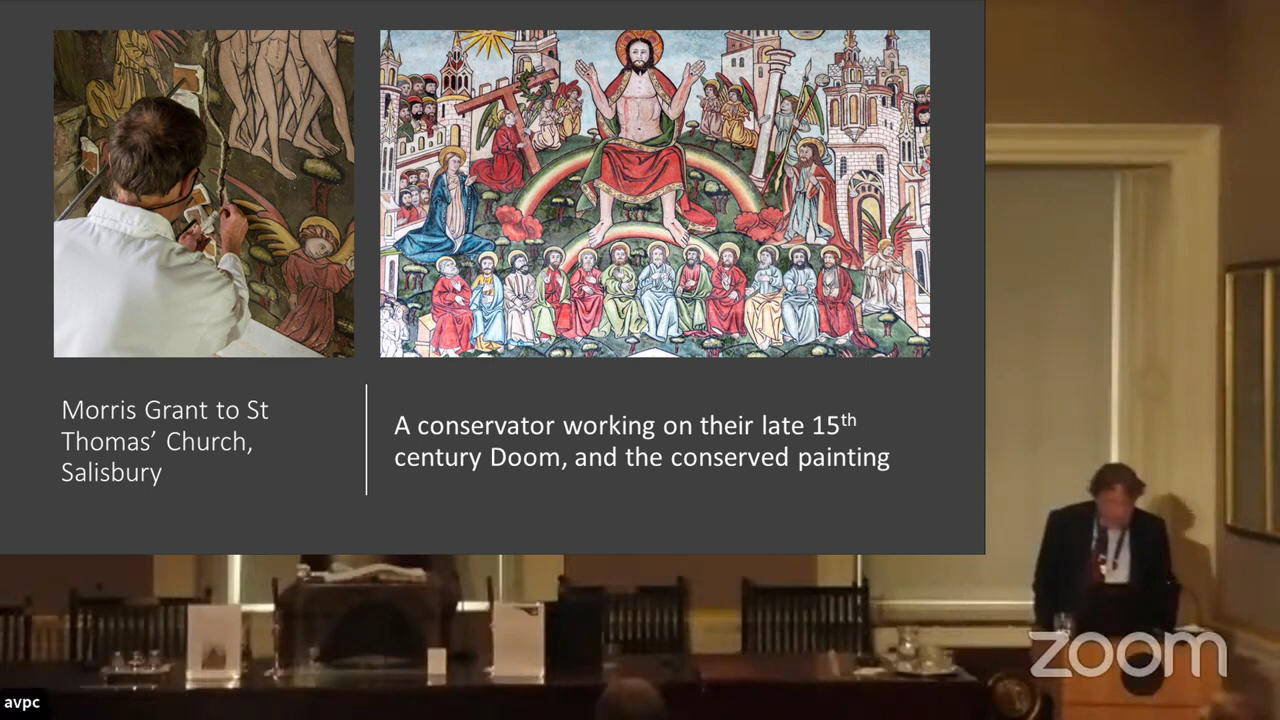 Morris Grant to St
Thomas’ Church,
Salisbury
A conservator working on their late 15th
century Doom, and the conserved painting
zoom
avpc